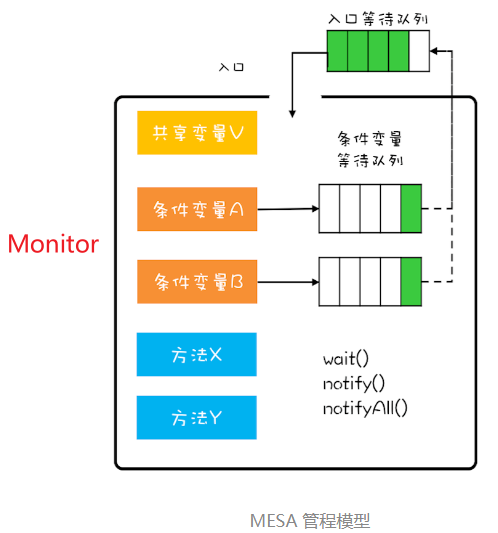 入口等待队列
入口
共享变量V
条件变量
等待队列
条件变量A
Monitor
条件变量B
方法X
wait()
notify()
notifyAll()
方法Y
MESA 管程模型